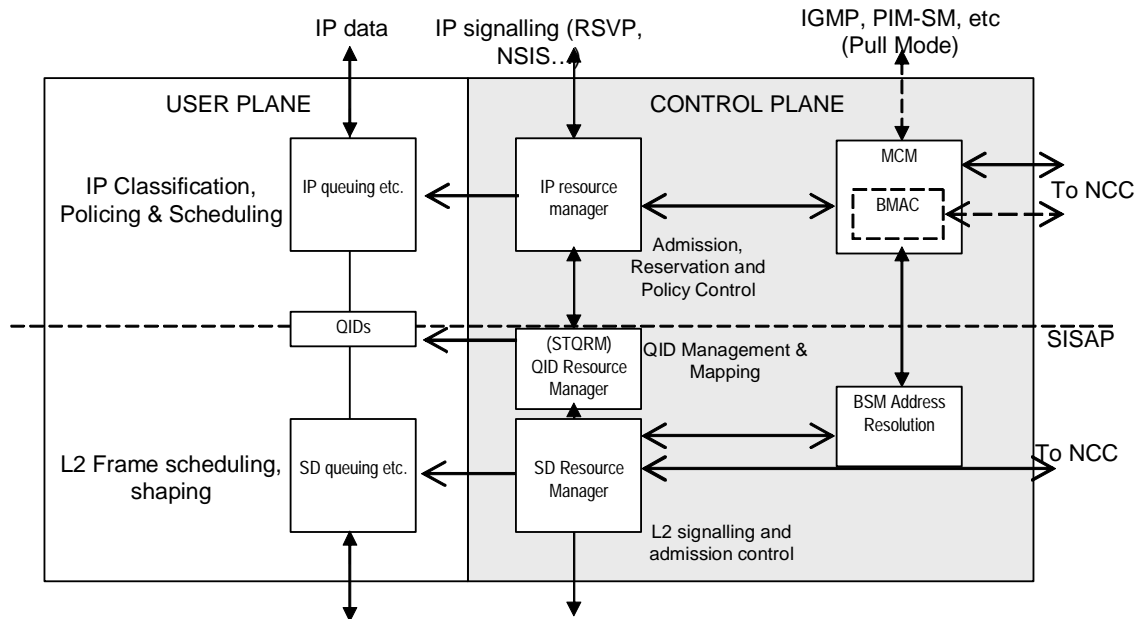 IP data
IP signalling (RSVP,
NSIS…)
IGMP, PIM-SM, etc
(Pull Mode)
USER PLANE
CONTROL PLANE
IP Classification,
Policing & Scheduling
IP queuing etc.
IP resource
manager
MCM
BMAC
To NCC
Admission,
Reservation and
Policy Control
QIDs
SISAP
(STQRM)
QID Resource
Manager
QID Management &
Mapping
BSM Address
Resolution
L2 Frame scheduling,
shaping
SD queuing etc.
SD Resource
Manager
To NCC
L2 signalling and
admission control